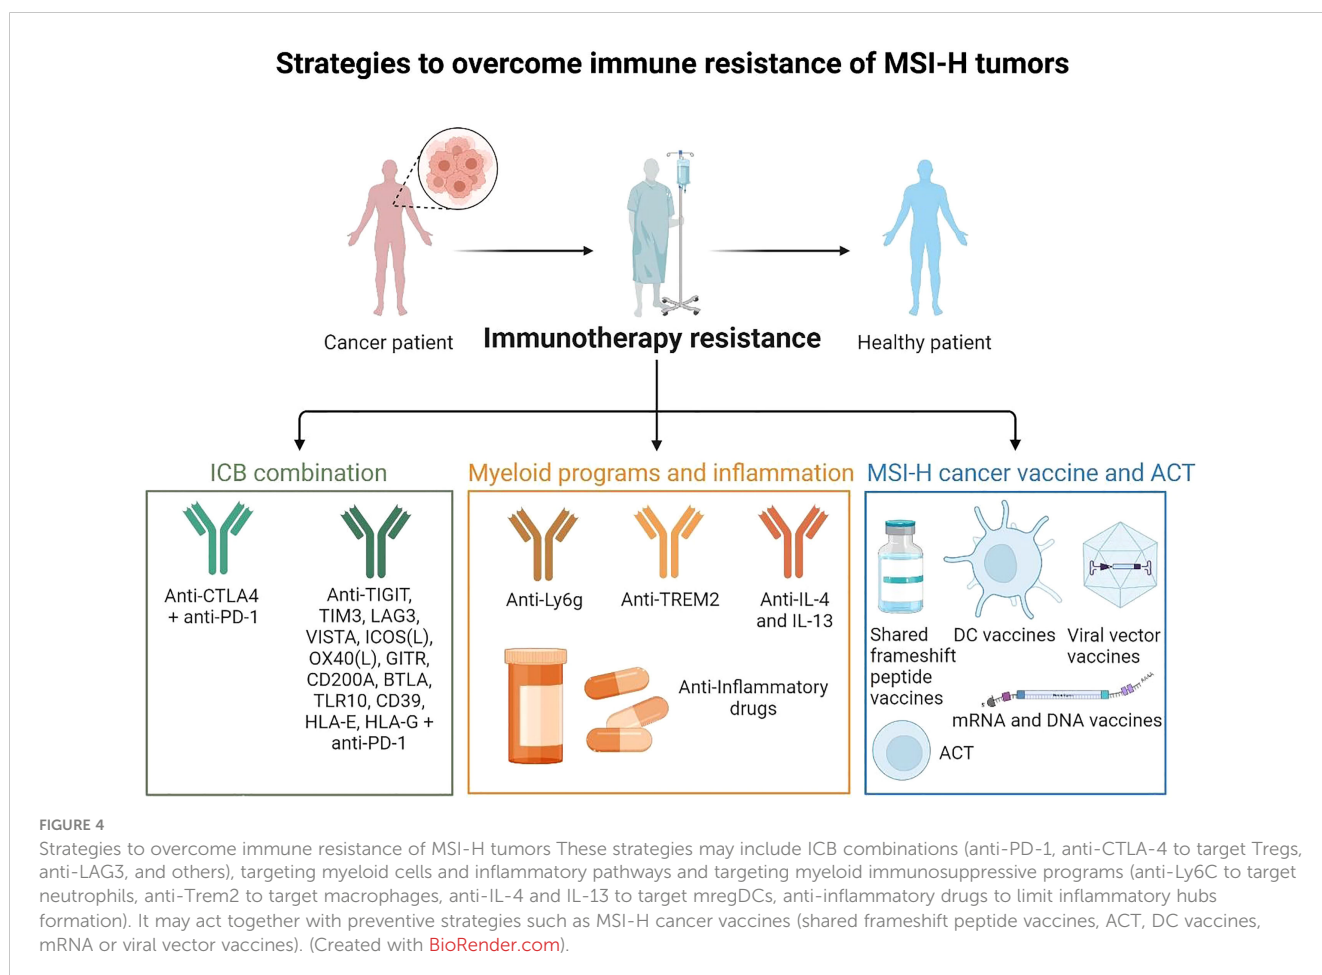 Strategies to overcome immune resistance of MSI-H tumors
Cancer patient
Immunotherapy resistance
Healthy patient
ICB combination
Anti-CTLA4
+ anti-PD-1
Anti-TIGIT,
TIM3, LAG3,
VISTA, ICOS(L),
OX40(L), GITR,
CD200A, BTLA,
TLR10, CD39,
HLA-E, HLA-G +
anti-PD-1
Myeloid programs and inflammation
Anti-Ly6g
Anti-TREM2
Anti-IL-4
and IL-13
Anti-Inflammatory
drugs
MSI-H cancer vaccine and ACT
Shared
frameshift
peptide
vaccines
DC vaccines
Viral vector
vaccines
mRNA and DNA vaccines
ACT
FIGURE 4
Strategies to overcome immune resistance of MSI-H tumors These strategies may include ICB combinations (anti-PD-1, anti-CTLA-4 to target Tregs,
anti-LAG3, and others), targeting myeloid cells and inflammatory pathways and targeting myeloid immunosuppressive programs (anti-Ly6C to target
neutrophils, anti-Trem2 to target macrophages, anti-IL-4 and IL-13 to target mregDCs, anti-inflammatory drugs to limit inflammatory hubs
formation). It may act together with preventive strategies such as MSI-H cancer vaccines (shared frameshift peptide vaccines, ACT, DC vaccines,
mRNA or viral vector vaccines). (Created with BioRender.com).